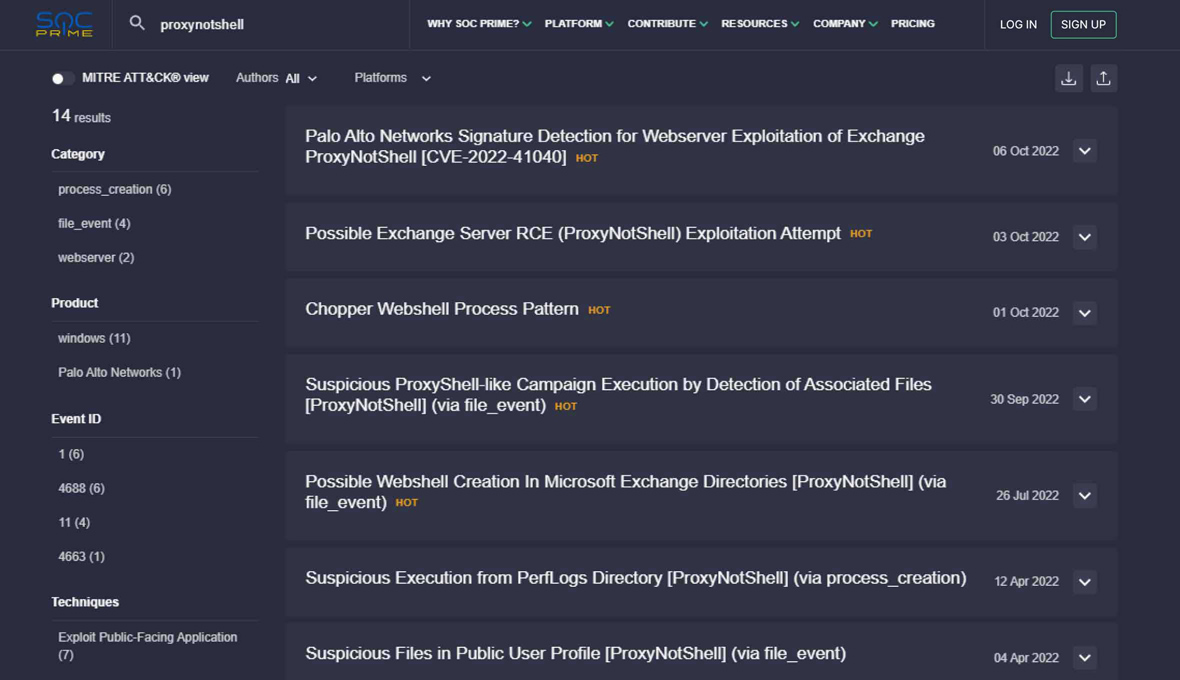 SOC PRIME
proxynotshell
WHY SOC PRIME? PLATFORM CONTRIBUTE RESOURCES COMPANY PRICING
LOG IN SIGN UP
MITRE ATT&CK® view Authors All Platforms
14 results
Category
process_creation (6)
file_event (4)
webserver (2)
Product
windows (11)
Palo Alto Networks (1)
Event ID
1 (6)
4688 (6)
11 (4)
4663 (1)
Techniques
Exploit Public-Facing Application
(7)
Palo Alto Networks Signature Detection for Webserver Exploitation of Exchange
ProxyNotShell [CVE-2022-41040] HOT
06 Oct 2022
Possible Exchange Server RCE (ProxyNotShell) Exploitation Attempt HOT
03 Oct 2022
Chopper Webshell Process Pattern HOT
01 Oct 2022
Suspicious ProxyShell-like Campaign Execution by Detection of Associated Files
[ProxyNotShell] (via file_event) HOT
30 Sep 2022
Possible Webshell Creation In Microsoft Exchange Directories [ProxyNotShell] (via
file_event) HOT
26 Jul 2022
Suspicious Execution from PerfLogs Directory [ProxyNotShell] (via process_creation)
12 Apr 2022
Suspicious Files in Public User Profile [ProxyNotShell] (via file_event)
04 Apr 2022